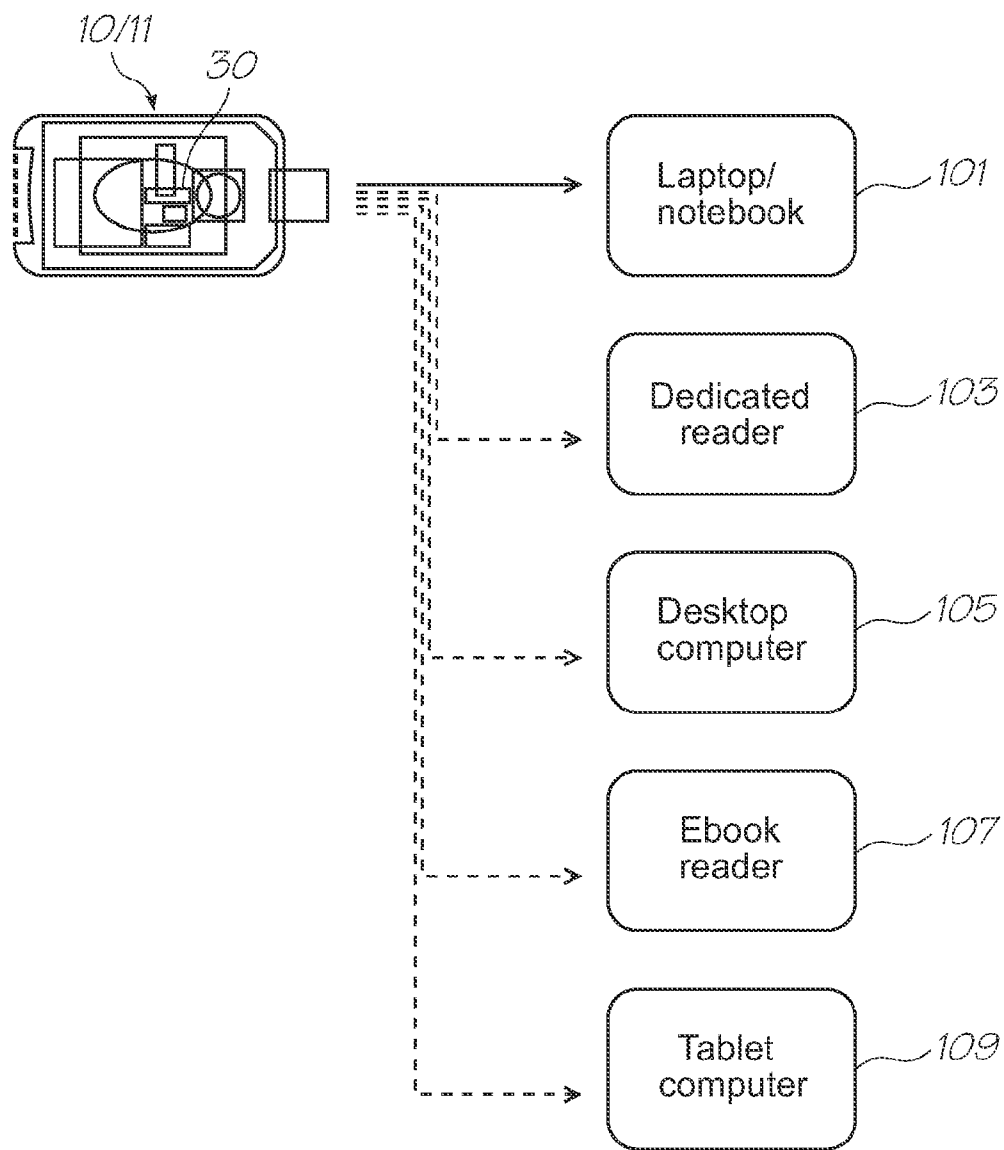 10/11
30
Laptop/
notebook
101
Dedicated
reader
103
Desktop
computer
105
Ebook
reader
107
Tablet
computer
109